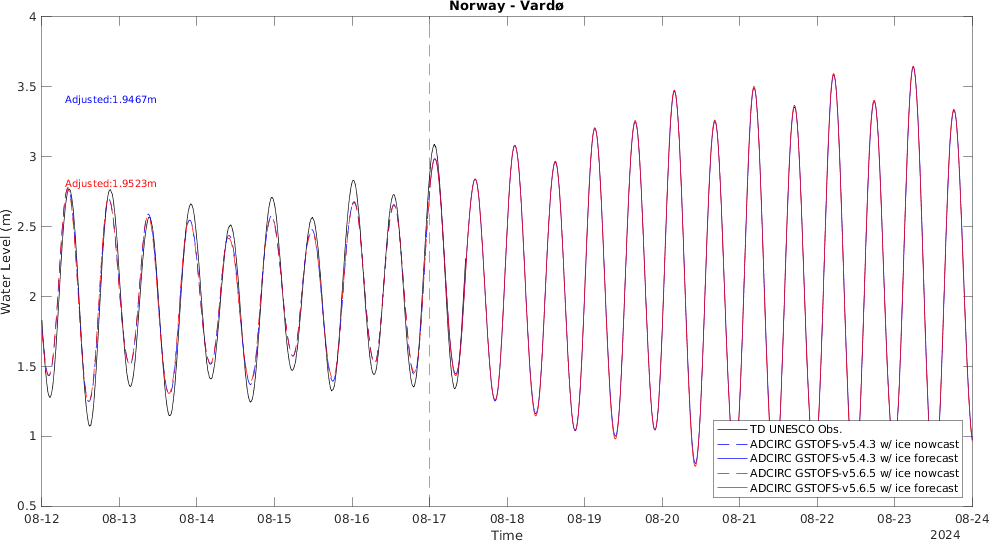 Norway - Vardø
4
3.5
3
2.5
2
1.5
1
0.5
Water Level (m)
Adjusted:1.9467m
Adjusted:1.9523m
TD UNESCO Obs.
ADCIRC GSTOFS-v5.4.3 w/ ice nowcast
ADCIRC GSTOFS-v5.4.3 w/ ice forecast
ADCIRC GSTOFS-v5.6.5 w/ ice nowcast
ADCIRC GSTOFS-v5.6.5 w/ ice forecast
08-12 08-13 08-14 08-15 08-16 08-17 08-18 08-19 08-20 08-21 08-22 08-23 08-24
Time
2024